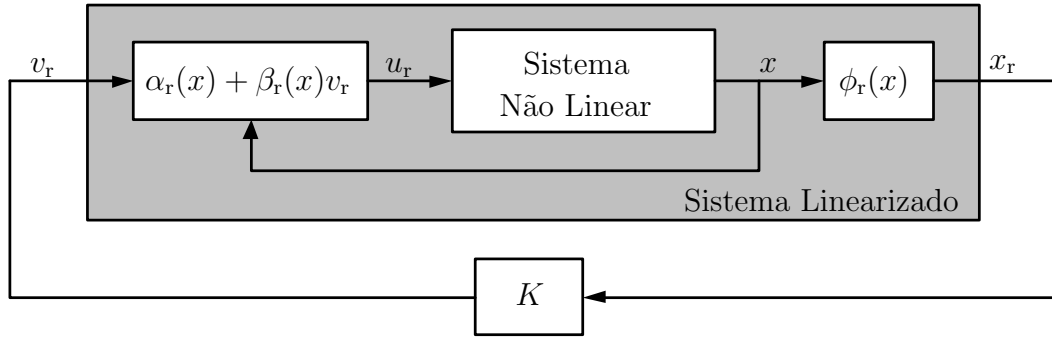 v_r
α_r(x) + β_r(x)v_r
u_r
Sistema
Não Linear
x
ϕ_r(x)
x_r
Sistema Linearizado
K